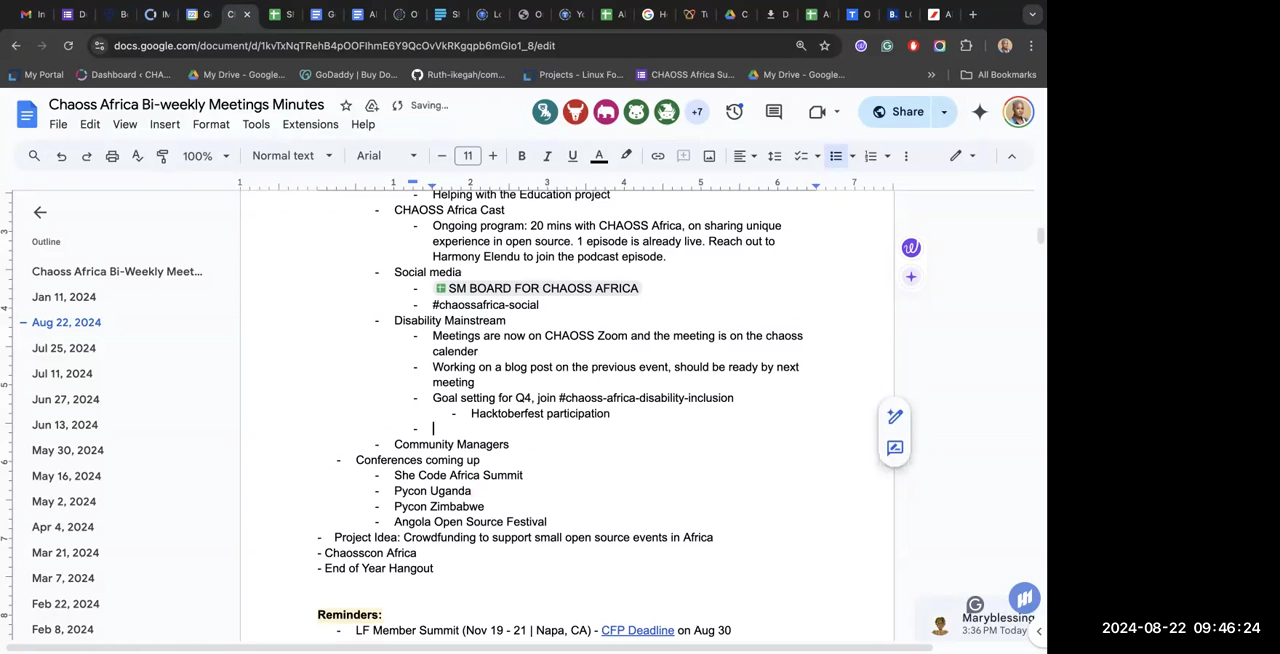 In
D
B
IM
G
C
S
G
A
O
S
L
O
Y
A
H
T
C
D
A
O
L
A
docs.google.com/document/d/1kvTxNqTRehB4pOOFIhmE6Y9QcOvVkRKgqpb6mGIo1_8/edit
My Portal
Dashboard ‹ CHA...
My Drive - Google...
GoDaddy | Buy Do...
Ruth-ikegah/com...
Projects - Linux Fo...
CHAOSS Africa Su...
My Drive - Google...
»
All Bookmarks
Chaoss Africa Bi-weekly Meetings Minutes
Saving...
+7
Share
File Edit View Insert Format Tools Extensions Help
100% Normal text Arial 11 B I U A
1 1 2 3 4 5 6 7
Outline
Chaoss Africa Bi-Weekly Meet...
Jan 11, 2024
Aug 22, 2024
Jul 25, 2024
Jul 11, 2024
Jun 27, 2024
Jun 13, 2024
May 30, 2024
May 16, 2024
May 2, 2024
Apr 4, 2024
Mar 21, 2024
Mar 7, 2024
Feb 22, 2024
Feb 8, 2024
- Helping with the Education project
- CHAOSS Africa Cast
- Ongoing program: 20 mins with CHAOSS Africa, on sharing unique
experience in open source. 1 episode is already live. Reach out to
Harmony Elendu to join the podcast episode.
- Social media
- SM BOARD FOR CHAOSS AFRICA
- #chaossafrica-social
- Disability Mainstream
- Meetings are now on CHAOSS Zoom and the meeting is on the chaoss
calender
- Working on a blog post on the previous event, should be ready by next
meeting
- Goal setting for Q4, join #chaoss-africa-disability-inclusion
- Hacktoberfest participation
-
- Community Managers
- Conferences coming up
- She Code Africa Summit
- Pycon Uganda
- Pycon Zimbabwe
- Angola Open Source Festival
- Project Idea: Crowdfunding to support small open source events in Africa
- Chaosscon Africa
- End of Year Hangout
Reminders:
- LF Member Summit (Nov 19 - 21 | Napa, CA) - CFP Deadline on Aug 30
Maryblessing
3:36 PM Today
2024-08-22 09:46:24